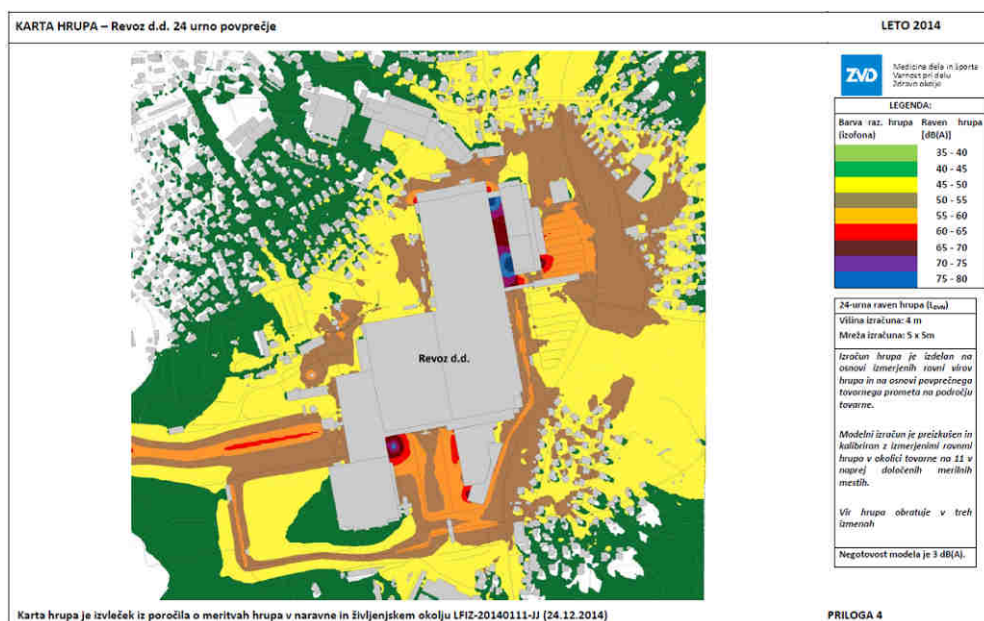 KARTA HRUPA – Revoz d.d. 24 urno povprečje
LETO 2014
ZVD
Medicina dela in športa
Varnost pri delu
Zdravo okolje
LEGENDA:
Barva raz. hrupa Raven hrupa
(izofona) [dB(A)]
35 - 40
40 - 45
45 - 50
50 - 55
55 - 60
60 - 65
65 - 70
70 - 75
75 - 80
24-urna raven hrupa (LDVN)
Višina izračuna: 4 m
Mreža izračuna: 5 x 5m
Izračun hrupa je izdelan na
osnovi izmerjenih ravni virov
hrupa in na osnovi povprečnega
tovornega prometa na področju
tovarne.
Modelni izračun je preizkušen in
kalibriran z izmerjenimi ravnmi
hrupa v okolici tovarne na 11 v
naprej določenih merilnih
mestih.
Vir hrupa obratuje v treh
izmenah
Negotovost modela je 3 dB(A).
Revoz d.d.
Karta hrupa je izvleček iz poročila o meritvah hrupa v naravne in življenjskem okolju LFIZ-20140111-JJ (24.12.2014)
PRILOGA 4